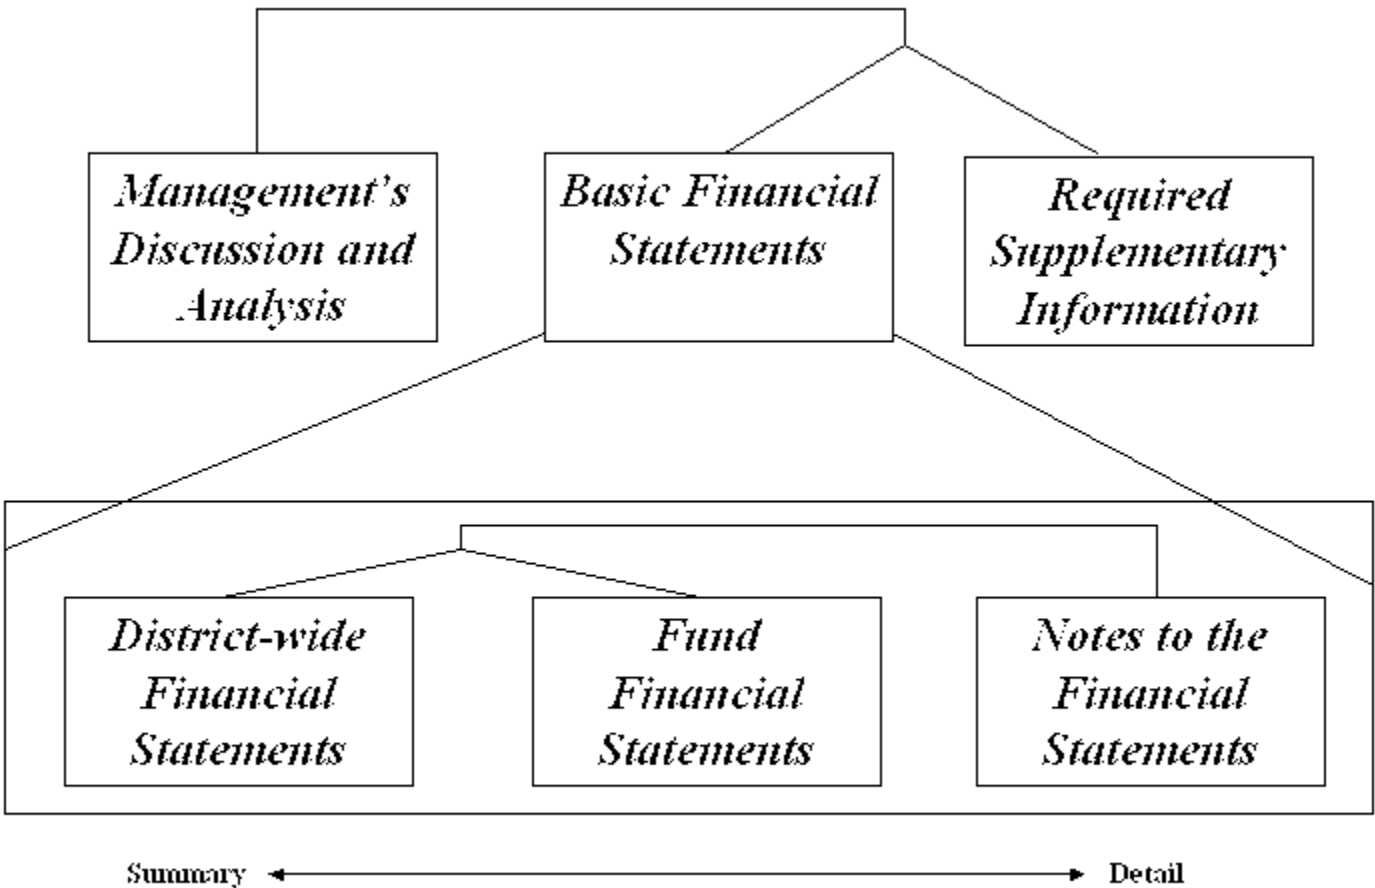 Management's
Discussion and
Analysis
Basic Financial
Statements
Required
Supplementary
Information
District-wide
Financial
Statements
Fund
Financial
Statements
Notes to the
Financial
Statements
Summary
Detail